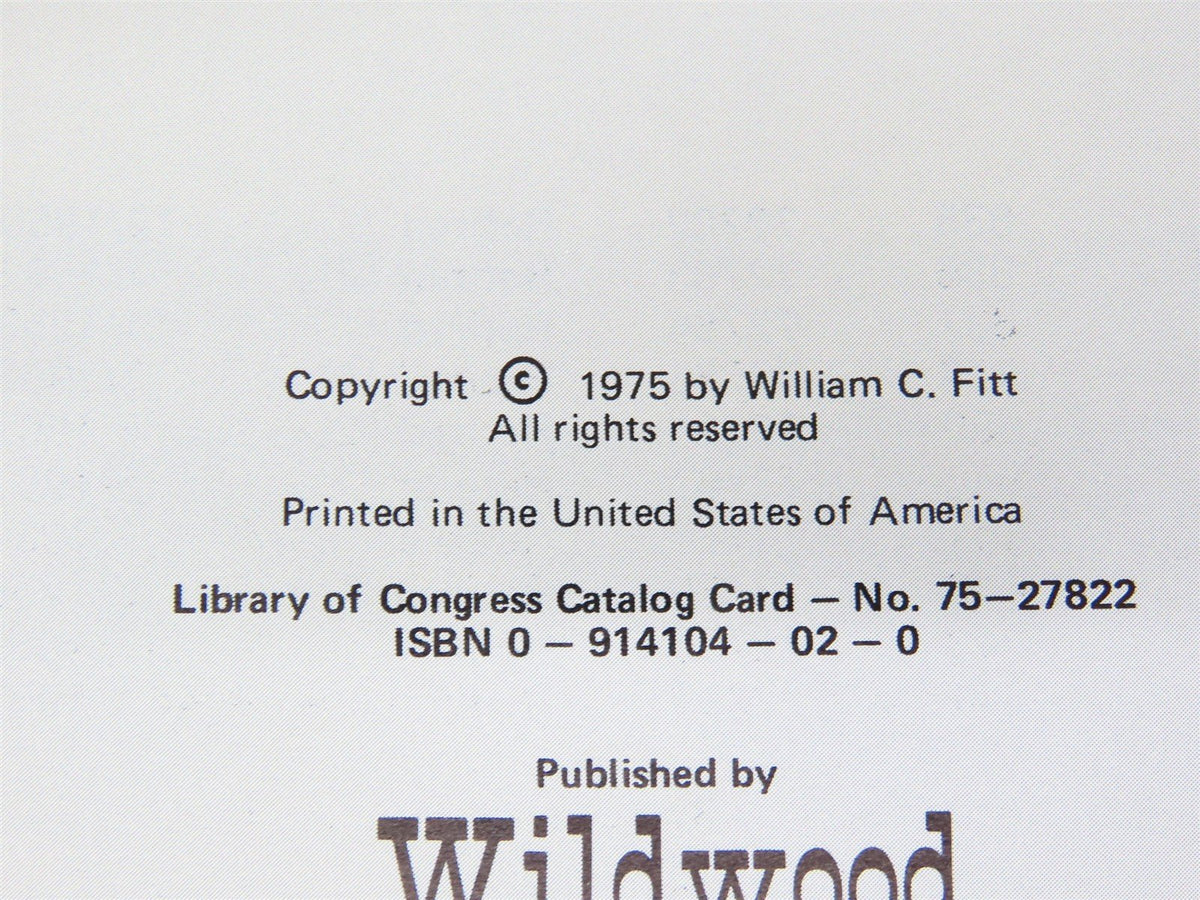 Copyright © 1975 by William C. Fitt
All rights reserved
Printed in the United States of America
Library of Congress Catalog Card — No. 75—27822
ISBN 0 — 914104 — 02 — 0
Published by
Wildwood